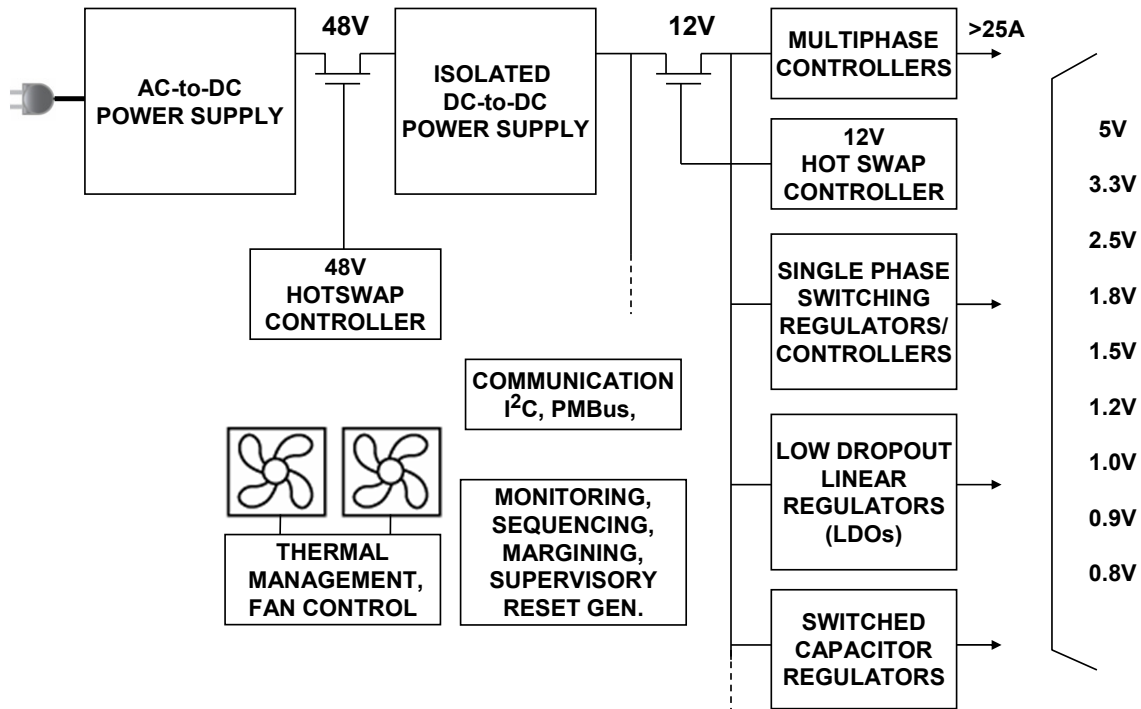 48V
12V
>25A
AC-to-DC
POWER SUPPLY
ISOLATED
DC-to-DC
POWER SUPPLY
MULTIPHASE
CONTROLLERS
12V
HOT SWAP
CONTROLLER
48V
HOTSWAP
CONTROLLER
SINGLE PHASE
SWITCHING
REGULATORS/
CONTROLLERS
COMMUNICATION
I²C, PMBus,
LOW DROPOUT
LINEAR
REGULATORS
(LDOs)
MONITORING,
SEQUENCING,
MARGINING,
SUPERVISORY
RESET GEN.
THERMAL
MANAGEMENT,
FAN CONTROL
SWITCHED
CAPACITOR
REGULATORS
5V
3.3V
2.5V
1.8V
1.5V
1.2V
1.0V
0.9V
0.8V